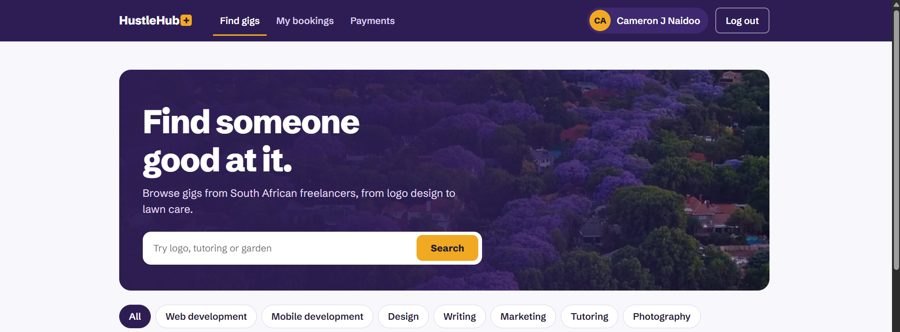 HustleHub+
Find gigs
My bookings
Payments
CA
Cameron J Naidoo
Log out
Find someone
good at it.
Browse gigs from South African freelancers, from logo design to
lawn care.
Try logo, tutoring or garden
Search
All
Web development
Mobile development
Design
Writing
Marketing
Tutoring
Photography